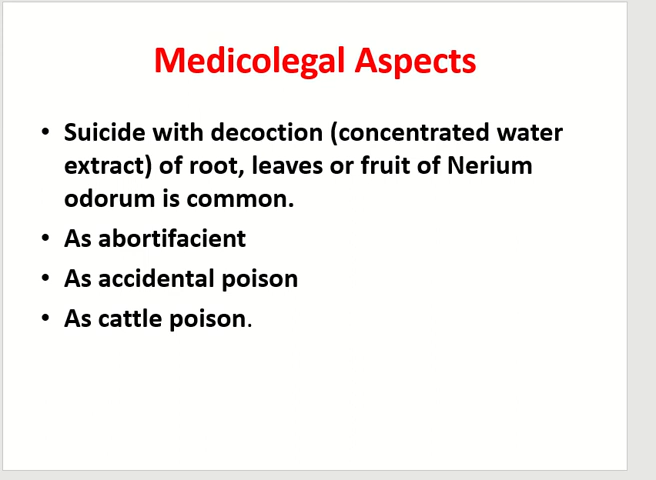 Medicolegal Aspects
• Suicide with decoction (concentrated water
extract) of root, leaves or fruit of Nerium
odorum is common.
• As abortifacient
• As accidental poison
• As cattle poison.